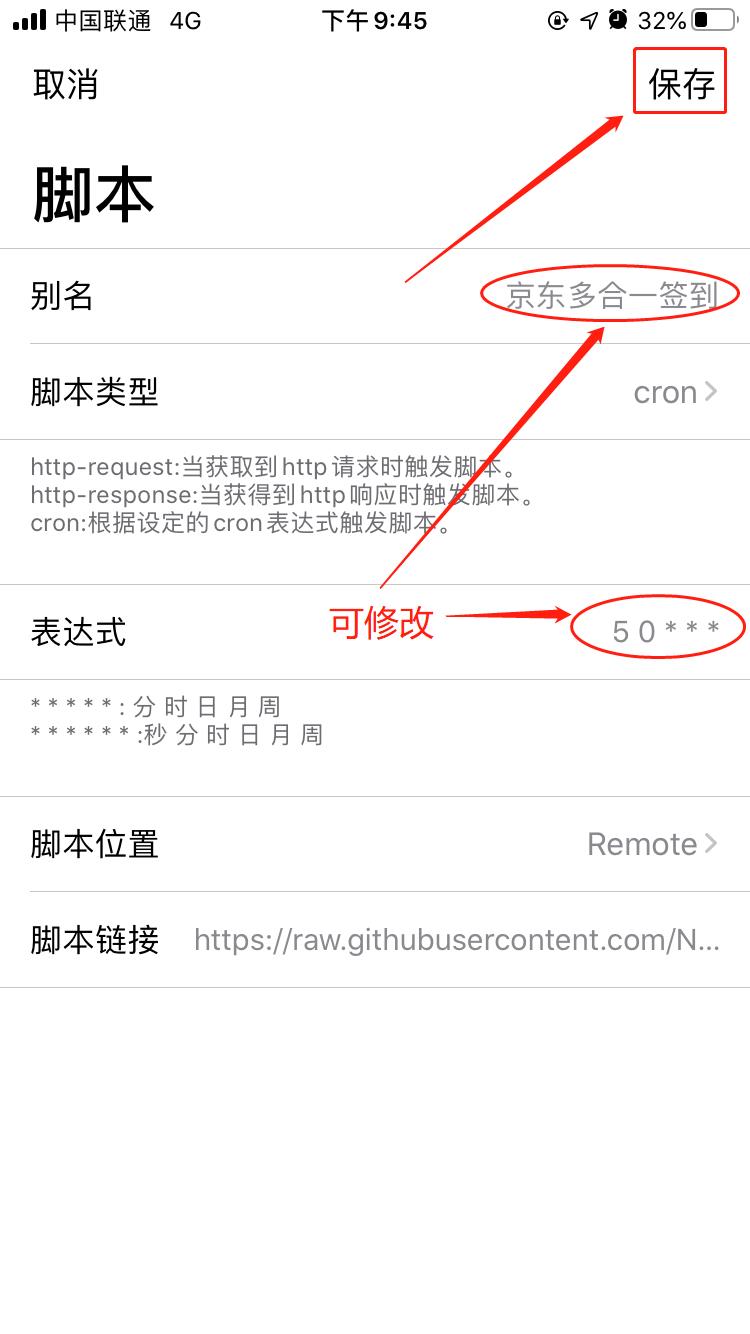 中国联通 4G 下午9:45 32%
取消 保存
脚本
别名 京东多合一签到
脚本类型 cron
http-request:当获取到http请求时触发脚本。
http-response:当获得到http响应时触发脚本。
cron:根据设定的cron表达式触发脚本。
表达式 可修改 5 0 * * *
* * * * * : 分 时 日 月 周
* * * * * * :秒 分 时 日 月 周
脚本位置 Remote
脚本链接 https://raw.githubusercontent.com/N...